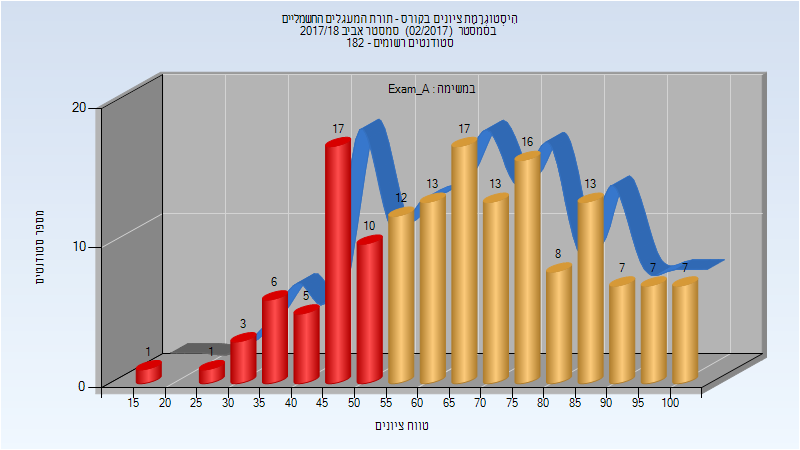 היסטוגרמת ציונים בקורס - תורת המעגלים החשמליים
בסמסטר (02/2017) סמסטר אביב 2017/18
סטודנטים רשומים - 182
במשימה : Exam_A
מספר סטודנטים
20
10
0
1
1
3
6
5
17
10
12
13
17
13
16
8
13
7
7
7
15 20 25 30 35 40 45 50 55 60 65 70 75 80 85 90 95 100
טווח ציונים